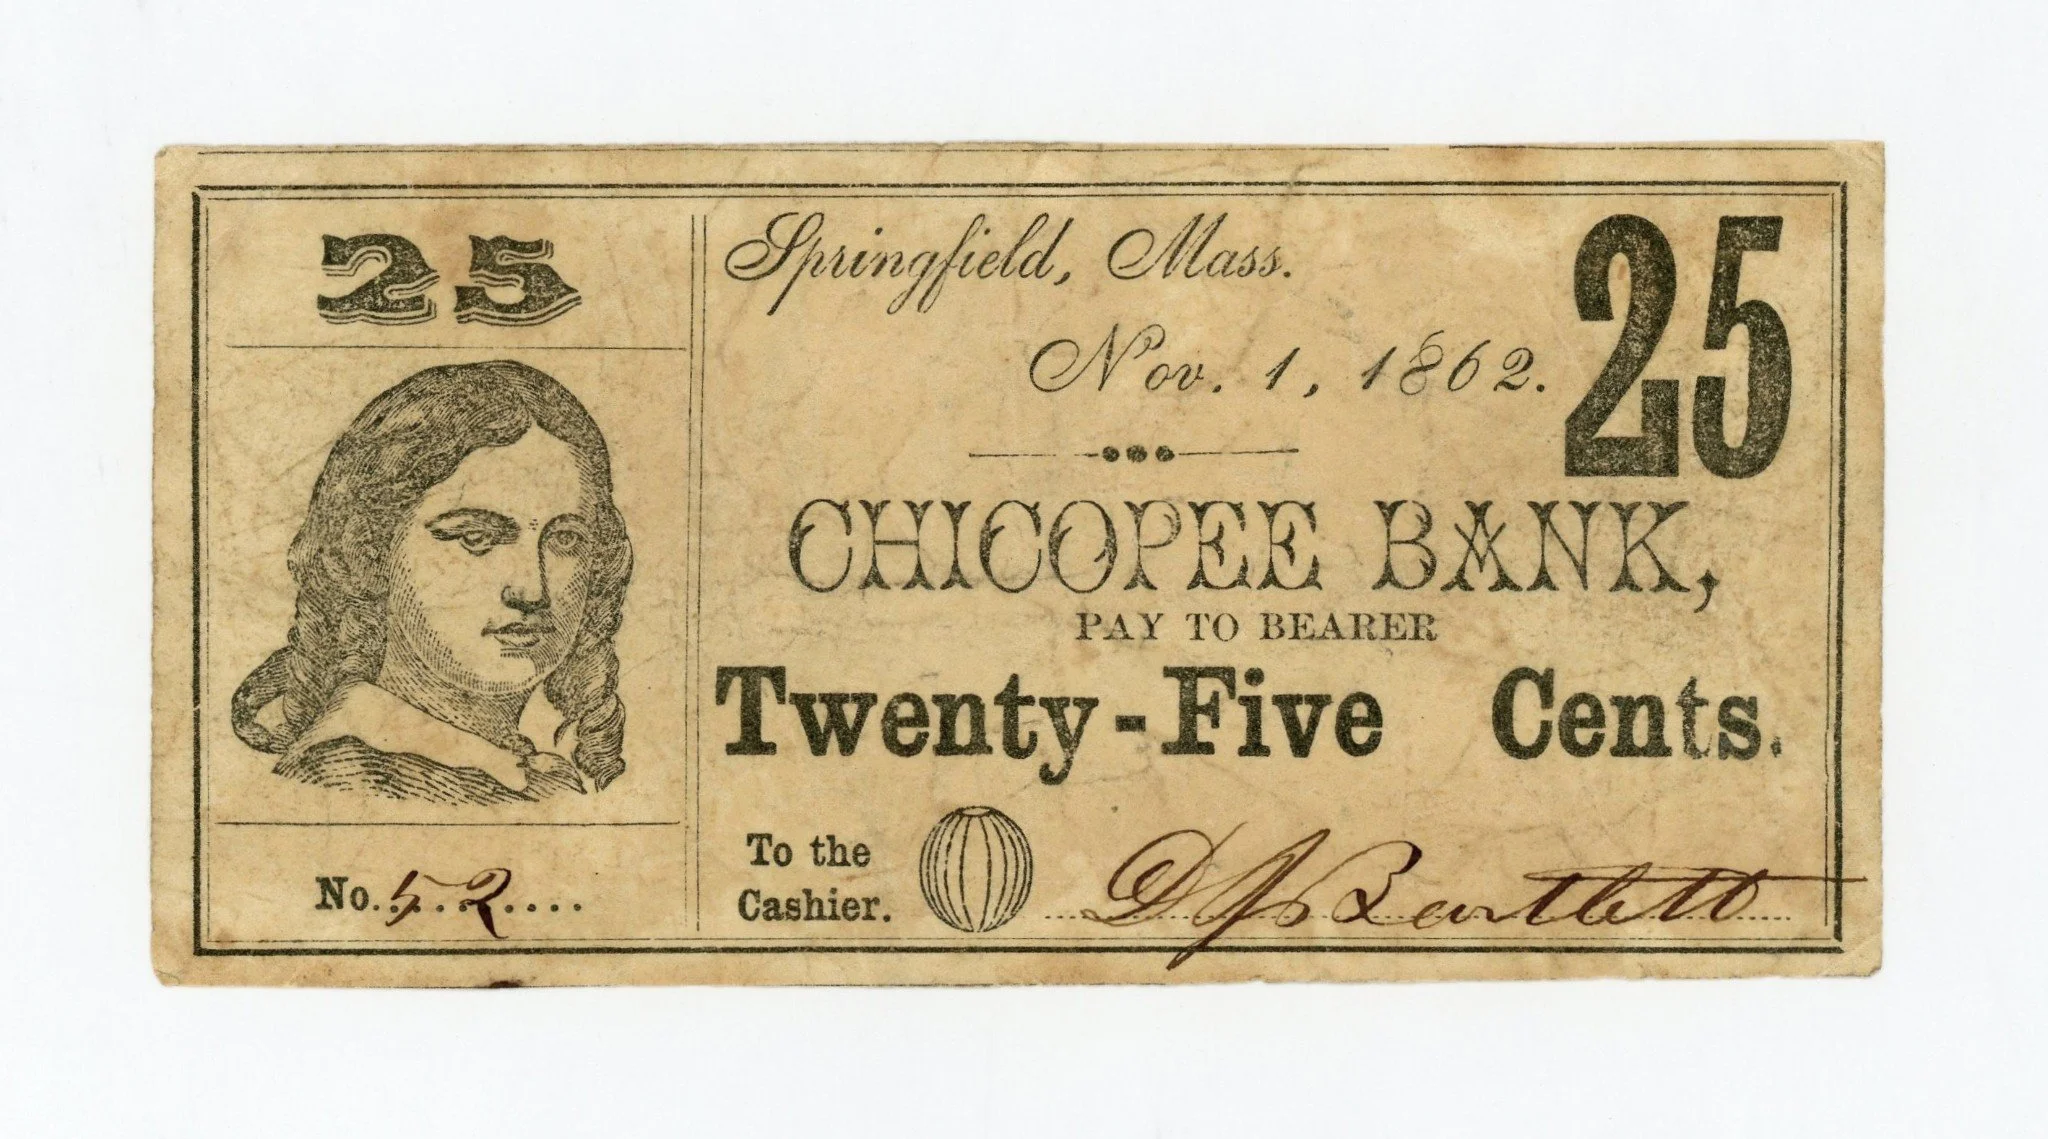 25
No. 52
Springfield, Mass.
Nov. 1, 1862.
25
CHICOPEE BANK,
PAY TO BEARER
Twenty-Five Cents.
To the
Cashier.
D J Bartlett